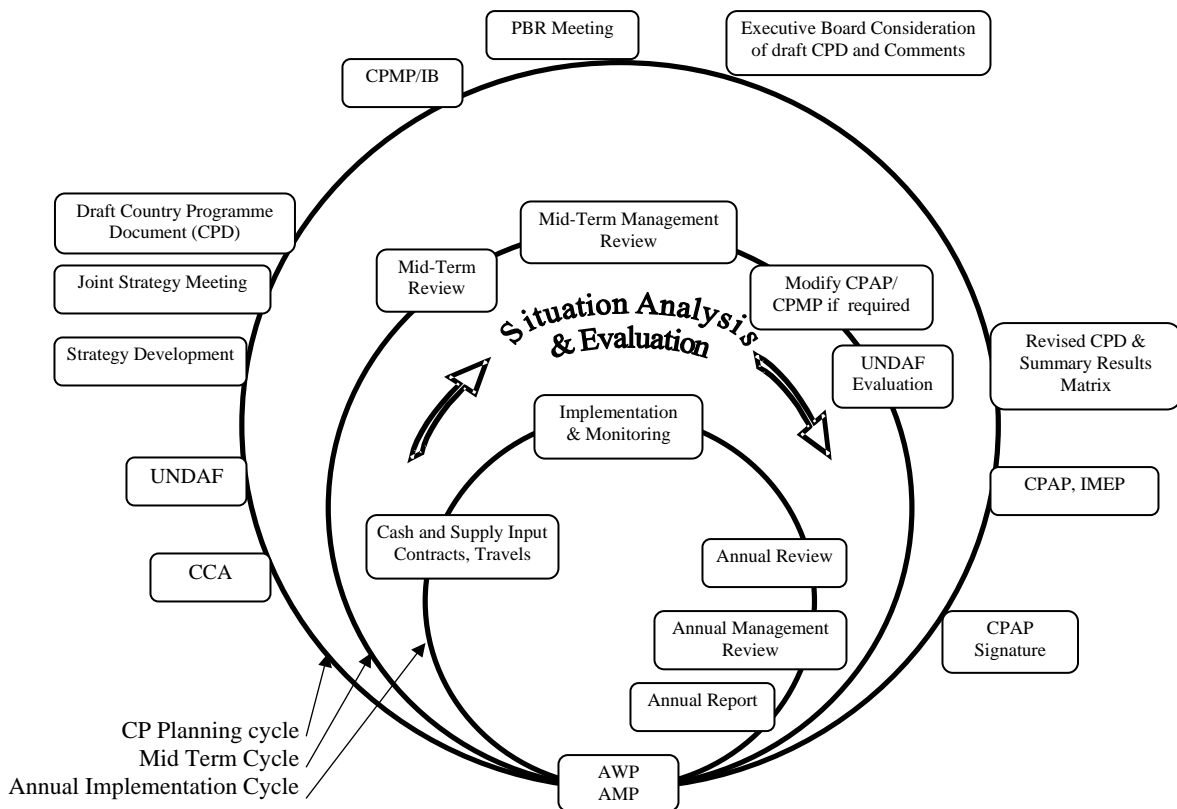 PBR Meeting
Executive Board Consideration
of draft CPD and Comments
CPMP/IB
Draft Country Programme
Document (CPD)
Mid-Term Management
Review
Joint Strategy Meeting
Mid-Term
Review
Modify CPAP/
CPMP if required
Situation Analysis
& Evaluation
Strategy Development
Revised CPD &
Summary Results
Matrix
UNDAF
Evaluation
Implementation
& Monitoring
UNDAF
CPAP, IMEP
Cash and Supply Input
Contracts, Travels
Annual Review
CCA
Annual Management
Review
CPAP
Signature
Annual Report
CP Planning cycle
Mid Term Cycle
Annual Implementation Cycle
AWP
AMP